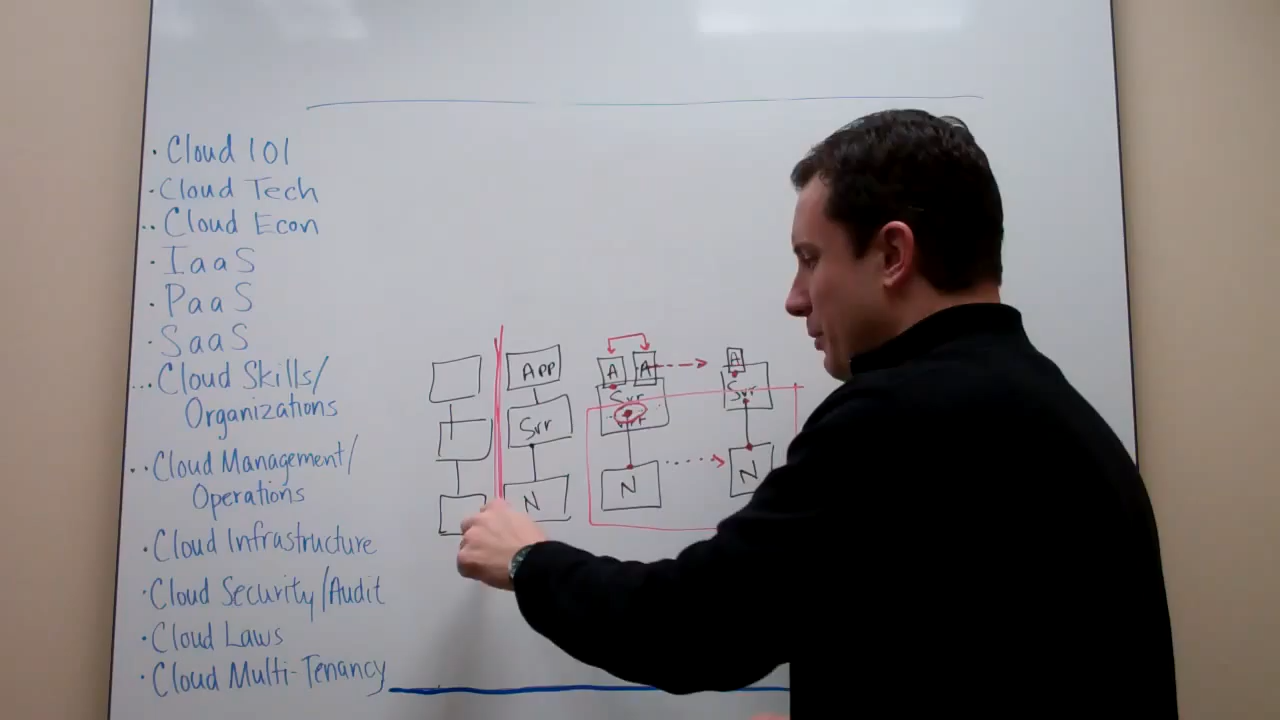 · Cloud 101
· Cloud Tech
.. Cloud Econ
· IaaS
· PaaS
· SaaS
... Cloud Skills/
Organizations
.. Cloud Management/
Operations
· Cloud Infrastructure
· Cloud Security/Audit
· Cloud Laws
· Cloud Multi-Tenancy
APP
Srr
N
A A
Srr
N
A
Srr
N